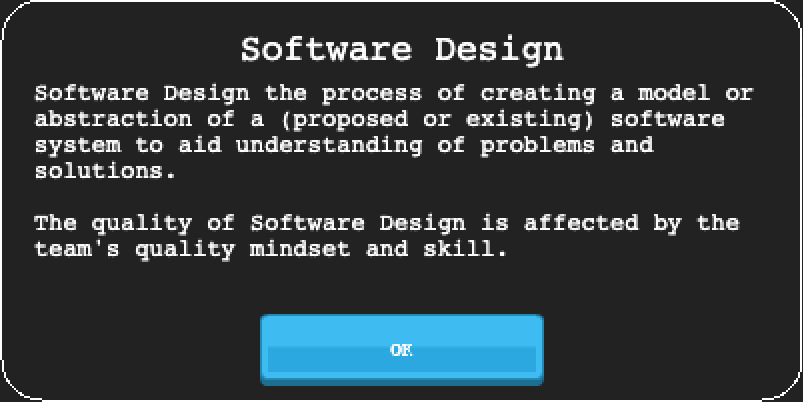 Software Design
Software Design the process of creating a model or
abstraction of a (proposed or existing) software
system to aid understanding of problems and
solutions.
The quality of Software Design is affected by the
team's quality mindset and skill.
OK